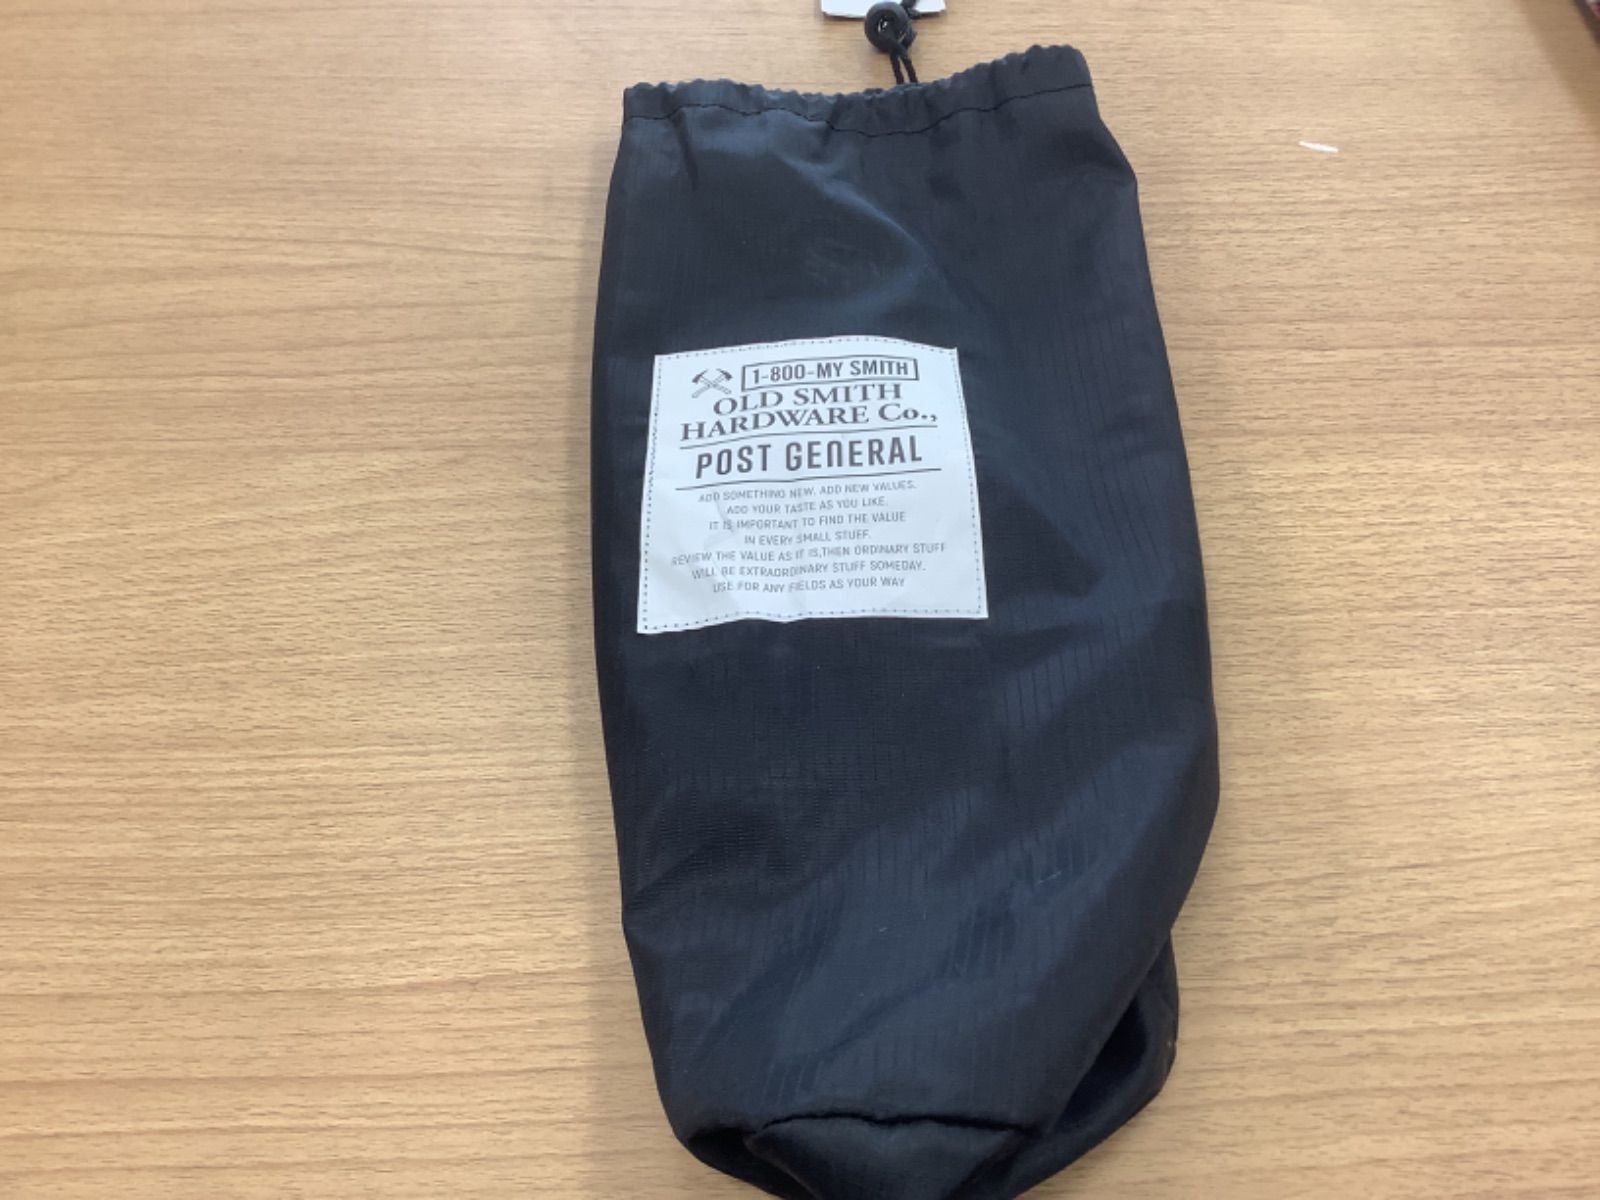 1-800-MY SMITH
OLD SMITH
HARDWARE Co.,
POST GENERAL
ADD SOMETHING NEW. ADD NEW VALUES.
ADD YOUR TASTE AS YOU LIKE.
IT IS IMPORTANT TO FIND THE VALUE
IN EVERY SMALL STUFF.
REVIEW THE VALUE AS IT IS,THEN ORDINARY STUFF
WILL BE EXTRAORDINARY STUFF SOMEDAY.
USE FOR ANY FIELDS AS YOUR WAY